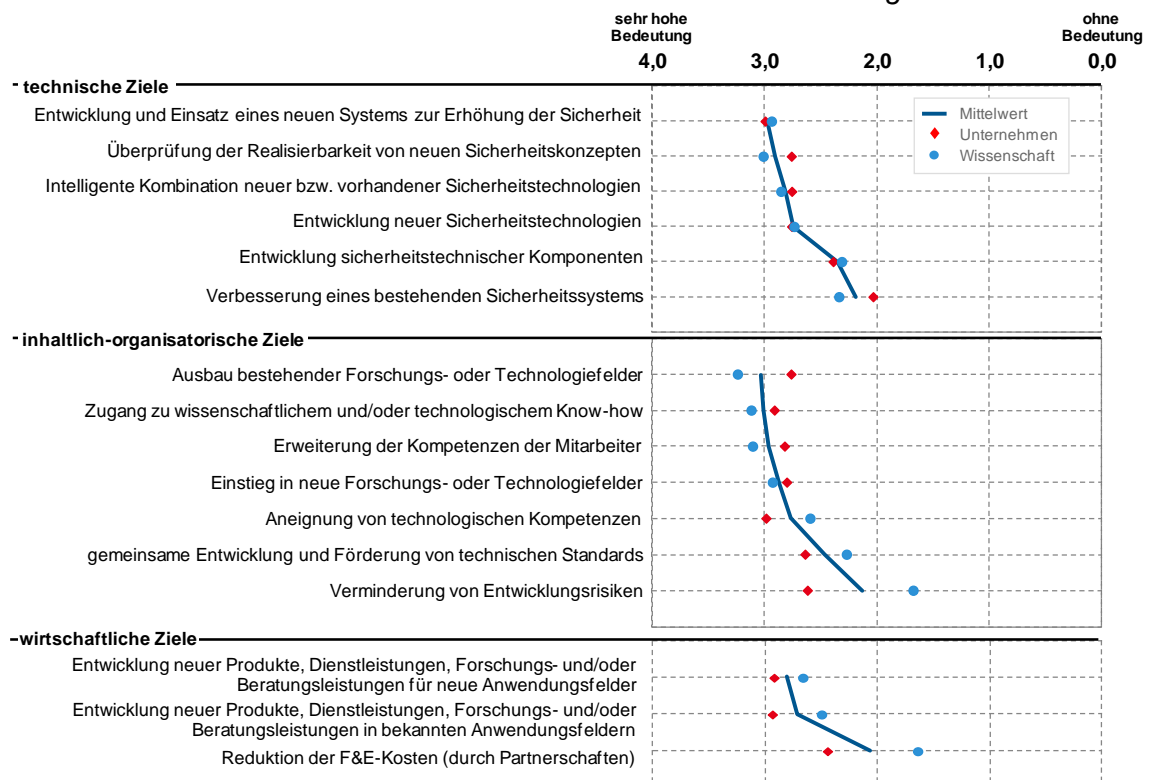 sehr hohe
Bedeutung
ohne
Bedeutung
4,0 3,0 2,0 1,0 0,0
technische Ziele
Entwicklung und Einsatz eines neuen Systems zur Erhöhung der Sicherheit
Überprüfung der Realisierbarkeit von neuen Sicherheitskonzepten
Intelligente Kombination neuer bzw. vorhandener Sicherheitstechnologien
Entwicklung neuer Sicherheitstechnologien
Entwicklung sicherheitstechnischer Komponenten
Verbesserung eines bestehenden Sicherheitssystems
Mittelwert
Unternehmen
Wissenschaft
inhaltlich-organisatorische Ziele
Ausbau bestehender Forschungs- oder Technologiefelder
Zugang zu wissenschaftlichem und/oder technologischem Know-how
Erweiterung der Kompetenzen der Mitarbeiter
Einstieg in neue Forschungs- oder Technologiefelder
Aneignung von technologischen Kompetenzen
gemeinsame Entwicklung und Förderung von technischen Standards
Verminderung von Entwicklungsrisiken
wirtschaftliche Ziele
Entwicklung neuer Produkte, Dienstleistungen, Forschungs- und/oder
Beratungsleistungen für neue Anwendungsfelder
Entwicklung neuer Produkte, Dienstleistungen, Forschungs- und/oder
Beratungsleistungen in bekannten Anwendungsfeldern
Reduktion der F&E-Kosten (durch Partnerschaften)